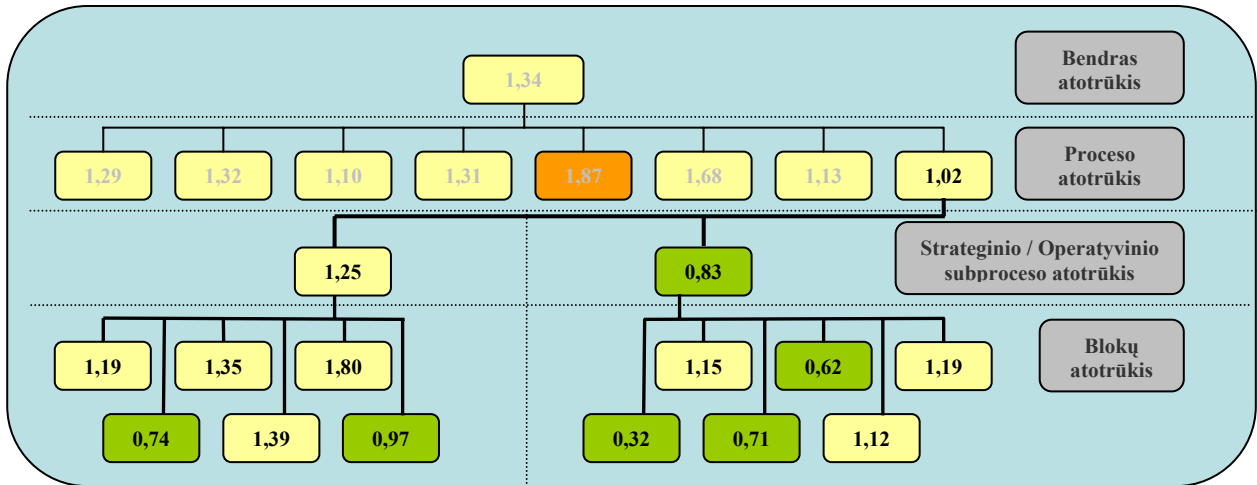 Bendras
atotrūkis
1,34
1,29 1,32 1,10 1,31 1,87 1,68 1,13 1,02
Proceso
atotrūkis
1,25 0,83
Strateginio / Operatyvinio
subproceso atotrūkis
1,19 1,35 1,80 1,15 0,62 1,19
Blokų
atotrūkis
0,74 1,39 0,97 0,32 0,71 1,12